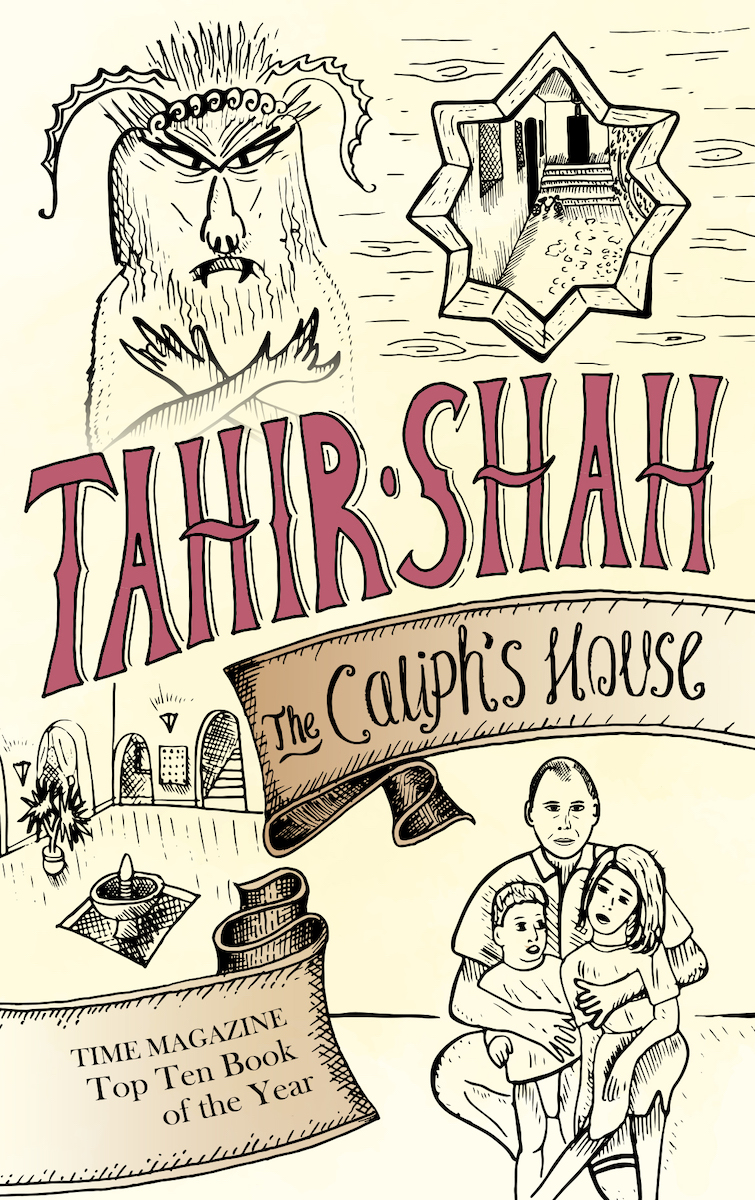 TAHIR·SHAH
The Caliph's House
TIME MAGAZINE
Top Ten Book
of the Year